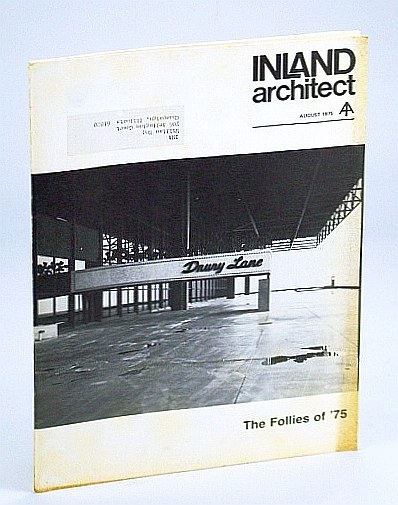 INLAND
architect
AUGUST 1975
Drury Lane
The Follies of '75